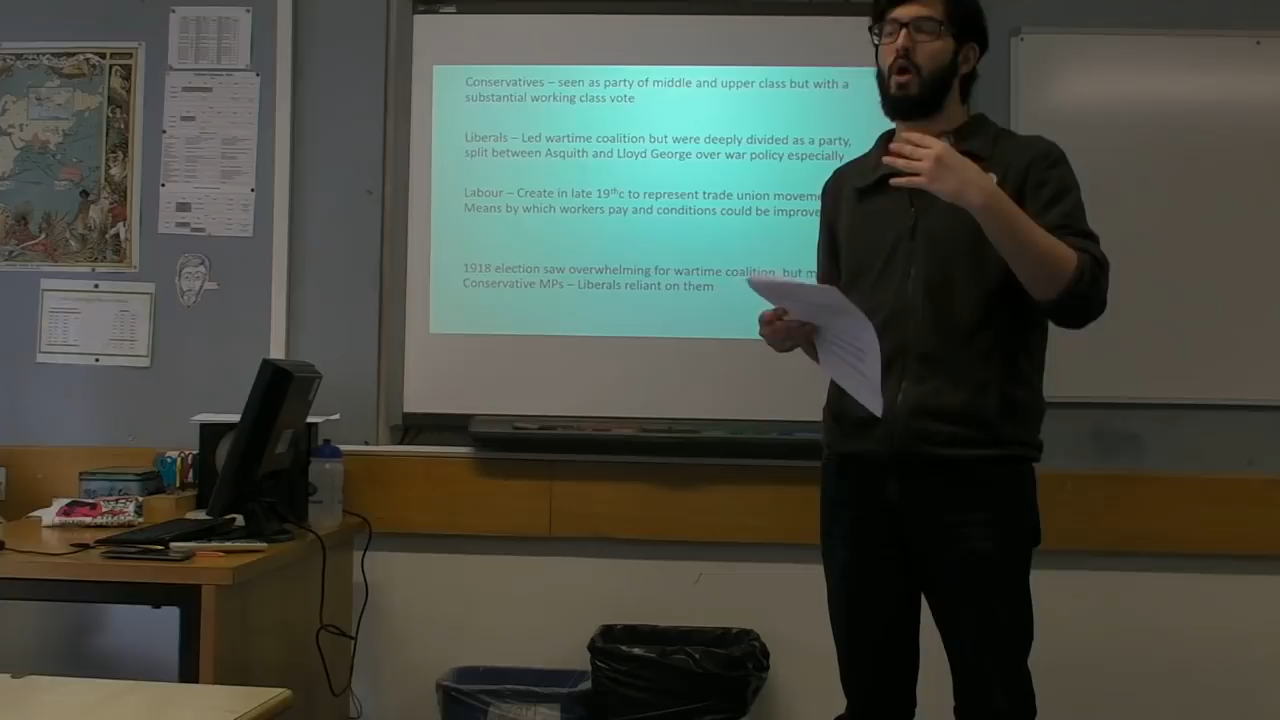 Conservatives – seen as party of middle and upper class but with a
substantial working class vote
Liberals – Led wartime coalition but were deeply divided as a party,
split between Asquith and Lloyd George over war policy especially
Labour – Create in late 19thc to represent trade union moveme
Means by which workers pay and conditions could be improve
1918 election saw overwhelming for wartime coalition, but m
Conservative MPs – Liberals reliant on them